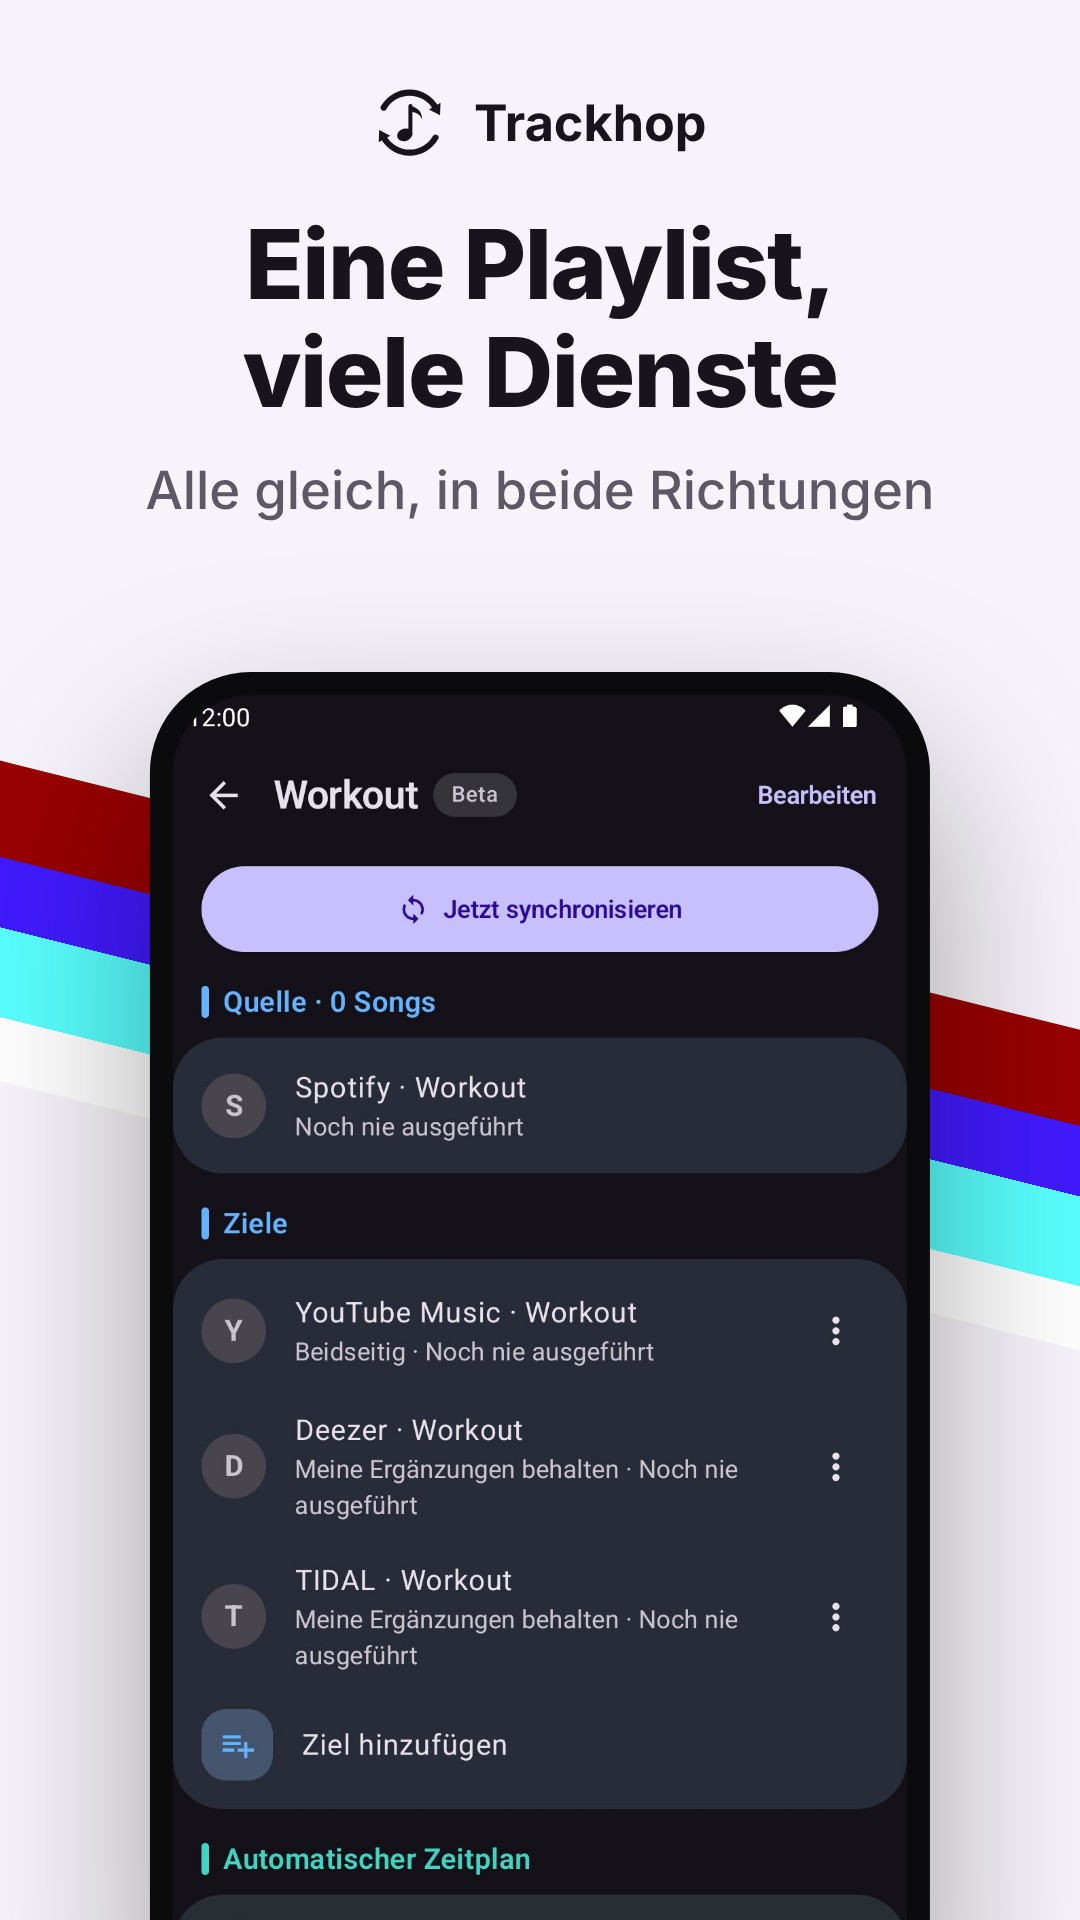 Trackhop
Eine Playlist,
viele Dienste
Alle gleich, in beide Richtungen
12:00
Workout
Beta
Bearbeiten
Jetzt synchronisieren
Quelle · 0 Songs
S
Spotify · Workout
Noch nie ausgeführt
Ziele
Y
YouTube Music · Workout
Beidseitig · Noch nie ausgeführt
D
Deezer · Workout
Meine Ergänzungen behalten · Noch nie
ausgeführt
T
TIDAL · Workout
Meine Ergänzungen behalten · Noch nie
ausgeführt
Ziel hinzufügen
Automatischer Zeitplan